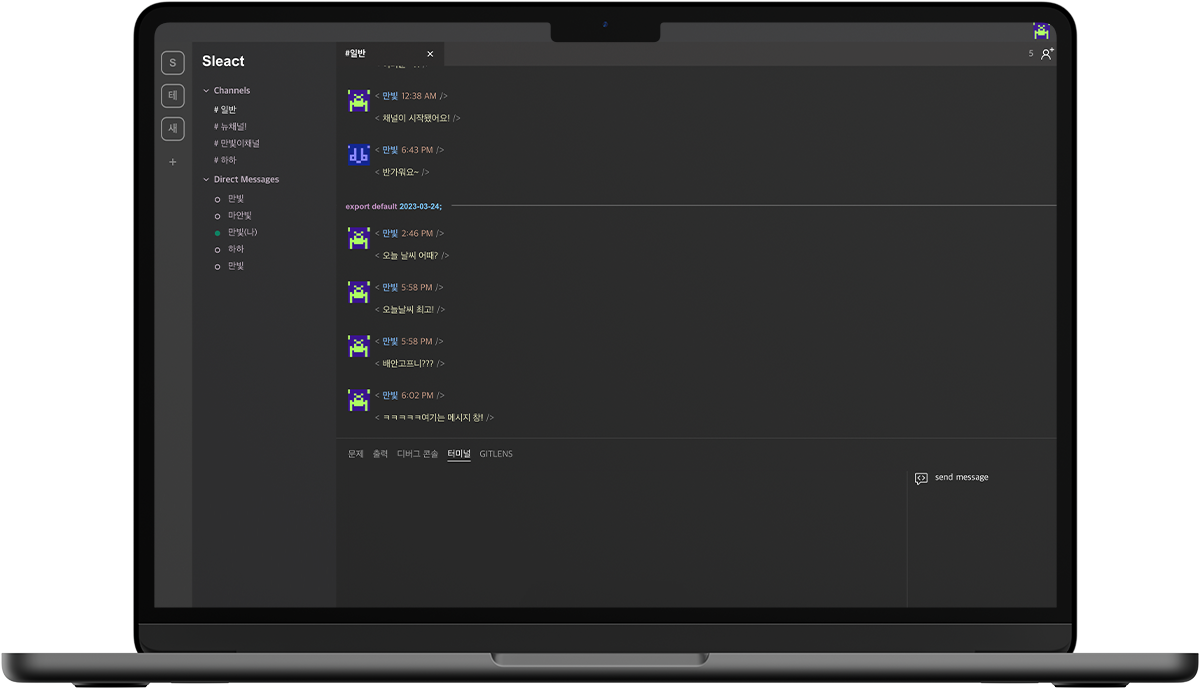 S
테
새
+
Sleact
Channels
# 일반
# 뉴채널!
# 만빛이채널
# 하하
Direct Messages
만빛
마안빛
만빛(나)
하하
만빛
#일반 ×
5
< 만빛 12:38 AM />
< 채널이 시작됐어요! />
< 만빛 6:43 PM />
< 반가워요~ />
export default 2023-03-24;
< 만빛 2:46 PM />
< 오늘 날씨 어때? />
< 만빛 5:58 PM />
< 오늘날씨 최고! />
< 만빛 5:58 PM />
< 배안고프니??? />
< 만빛 6:02 PM />
< ㅋㅋㅋㅋㅋ여기는 메시지 창! />
문제 출력 디버그 콘솔 터미널 GITLENS
send message